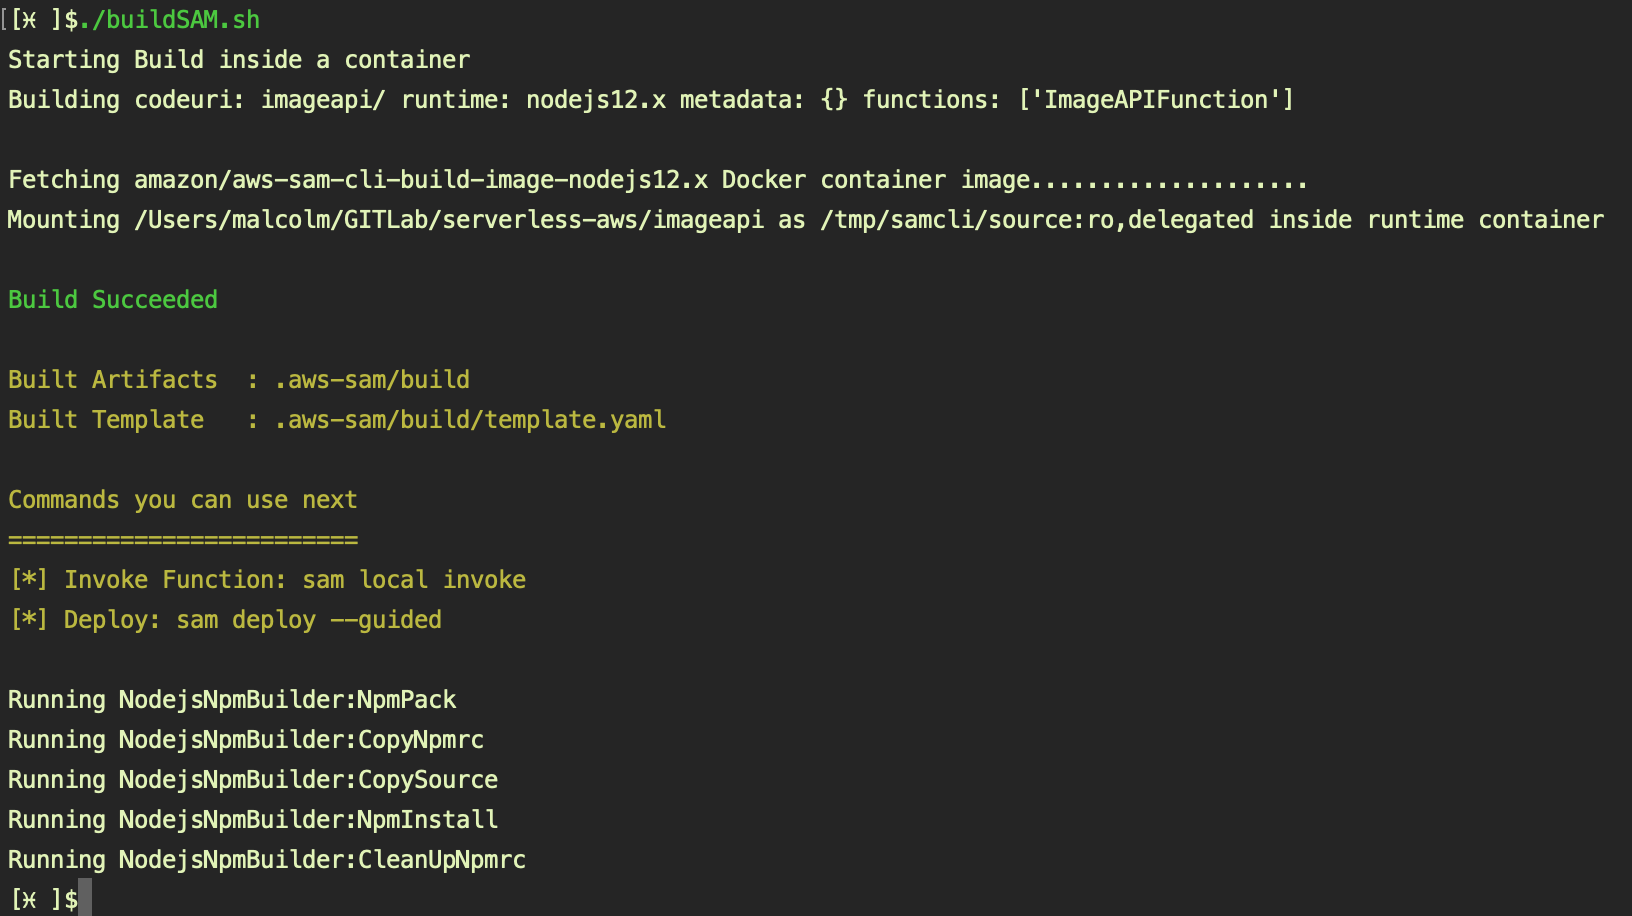 [[ϰ ]$./buildSAM.sh
Starting Build inside a container
Building codeuri: imageapi/ runtime: nodejs12.x metadata: {} functions: ['ImageAPIFunction']
Fetching amazon/aws-sam-cli-build-image-nodejs12.x Docker container image....................
Mounting /Users/malcolm/GITLab/serverless-aws/imageapi as /tmp/samcli/source:ro,delegated inside runtime container
Build Succeeded
Built Artifacts  : .aws-sam/build
Built Template   : .aws-sam/build/template.yaml
Commands you can use next
=========================
[*] Invoke Function: sam local invoke
[*] Deploy: sam deploy --guided
Running NodejsNpmBuilder:NpmPack
Running NodejsNpmBuilder:CopyNpmrc
Running NodejsNpmBuilder:CopySource
Running NodejsNpmBuilder:NpmInstall
Running NodejsNpmBuilder:CleanUpNpmrc
[ϰ ]$